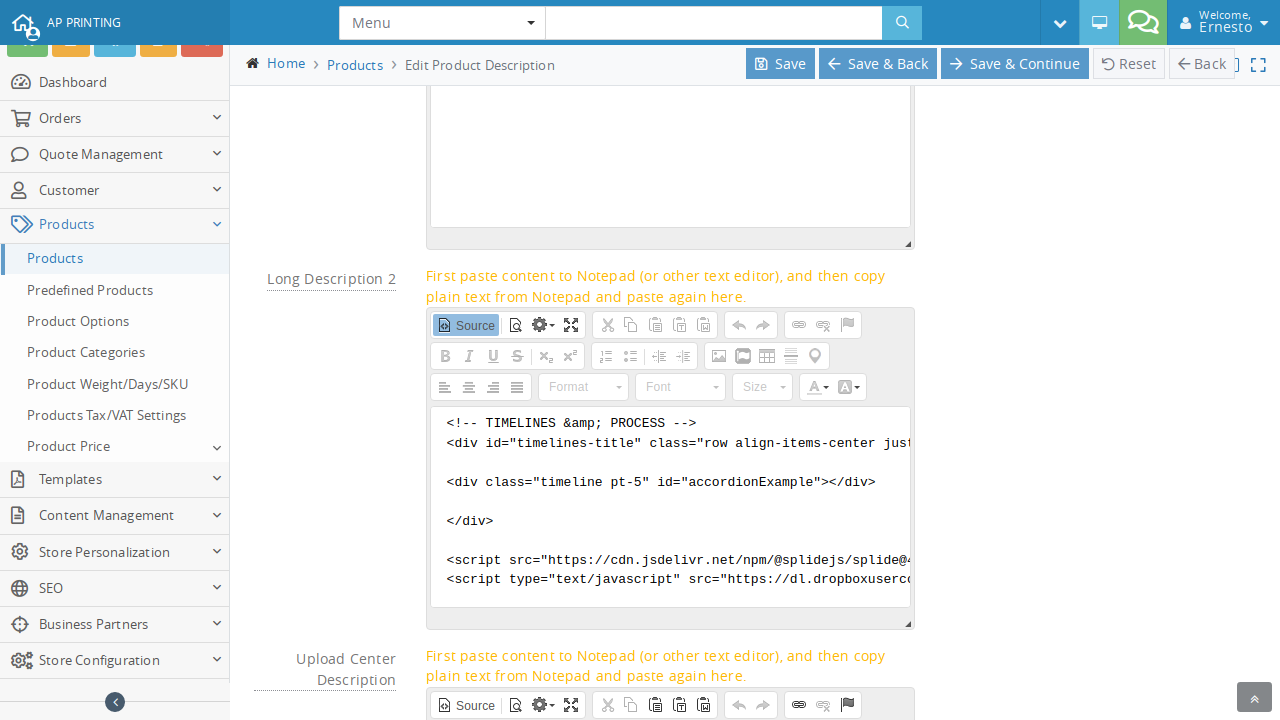 AP PRINTING
Menu
Welcome,
Ernesto
Home
Products
Edit Product Description
Save
Save & Back
Save & Continue
Reset
Back
Dashboard
Orders
Quote Management
Customer
Products
Products
Predefined Products
Product Options
Product Categories
Product Weight/Days/SKU
Products Tax/VAT Settings
Product Price
Templates
Content Management
Store Personalization
SEO
Business Partners
Store Configuration
Long Description 2
First paste content to Notepad (or other text editor), and then copy
plain text from Notepad and paste again here.
Source
Format
Font
Size
<!-- TIMELINES &amp; PROCESS -->
<div id="timelines-title" class="row align-items-center just
<div class="timeline pt-5" id="accordionExample"></div>
</div>
<script src="https://cdn.jsdelivr.net/npm/@splidejs/splide@4
<script type="text/javascript" src="https://dl.dropboxuserco
Upload Center
Description
First paste content to Notepad (or other text editor), and then copy
plain text from Notepad and paste again here.
Source